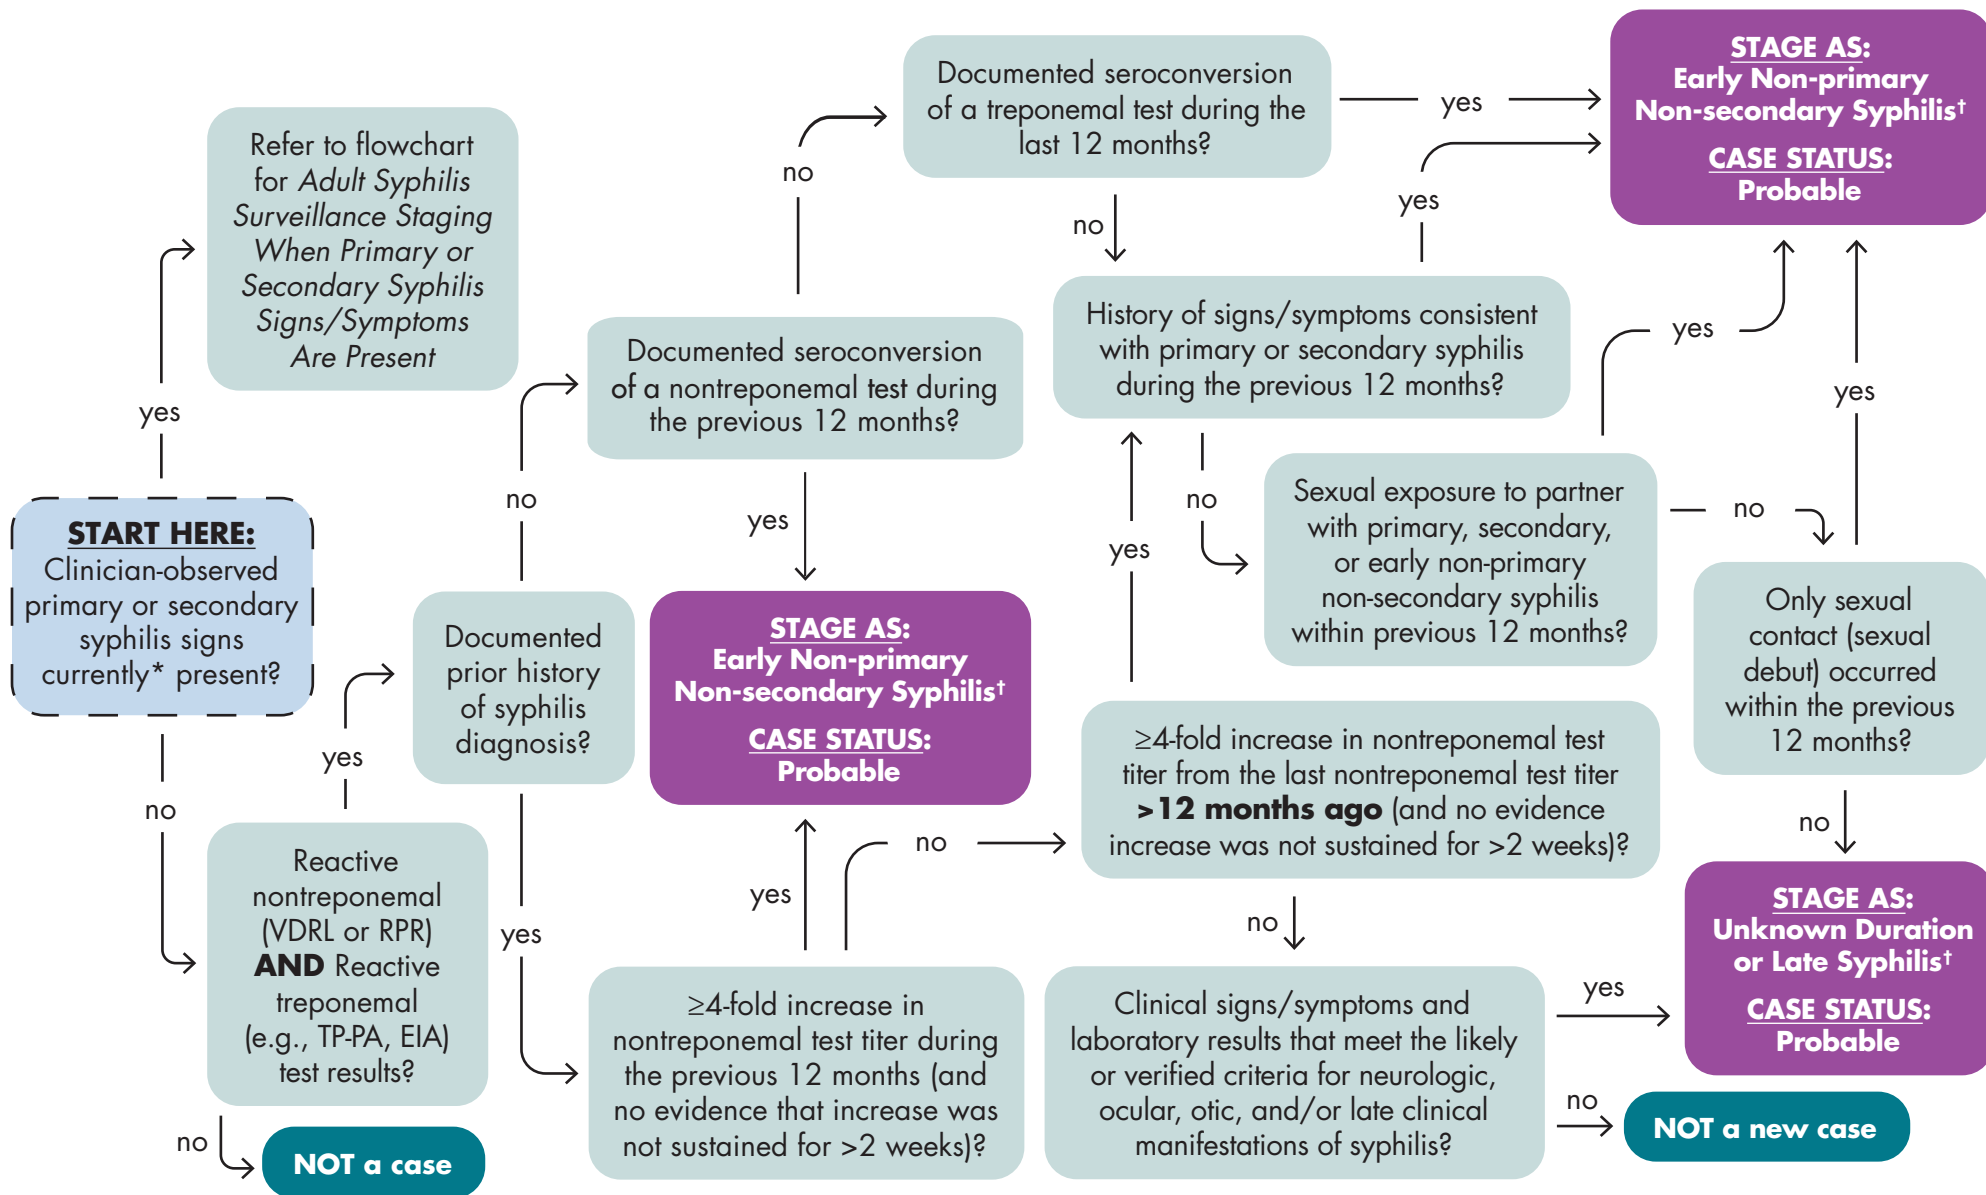 START HERE:
Clinician-observed
primary or secondary
syphilis signs
currently* present?
yes
Refer to flowchart
for Adult Syphilis
Surveillance Staging
When Primary or
Secondary Syphilis
Signs/Symptoms
Are Present
no
Reactive
nontreponemal
(VDRL or RPR)
AND Reactive
treponemal
(e.g., TP-PA, EIA)
test results?
no
NOT a case
yes
Documented
prior history
of syphilis
diagnosis?
no
Documented seroconversion
of a nontreponemal test during
the previous 12 months?
yes
STAGE AS:
Early Non-primary
Non-secondary Syphilis†
CASE STATUS:
Probable
no
Documented seroconversion
of a treponemal test during the
last 12 months?
yes
STAGE AS:
Early Non-primary
Non-secondary Syphilis†
CASE STATUS:
Probable
no
History of signs/symptoms consistent
with primary or secondary syphilis
during the previous 12 months?
yes
no
Sexual exposure to partner
with primary, secondary,
or early non-primary
non-secondary syphilis
within previous 12 months?
yes
no
Only sexual
contact (sexual
debut) occurred
within the previous
12 months?
yes
no
STAGE AS:
Unknown Duration
or Late Syphilis†
CASE STATUS:
Probable
yes
≥4-fold increase in
nontreponemal test titer during
the previous 12 months (and
no evidence that increase was
not sustained for >2 weeks)?
yes
no
≥4-fold increase in nontreponemal test
titer from the last nontreponemal test titer
>12 months ago (and no evidence
increase was not sustained for >2 weeks)?
yes
no
Clinical signs/symptoms and
laboratory results that meet the likely
or verified criteria for neurologic,
ocular, otic, and/or late clinical
manifestations of syphilis?
yes
no
NOT a new case